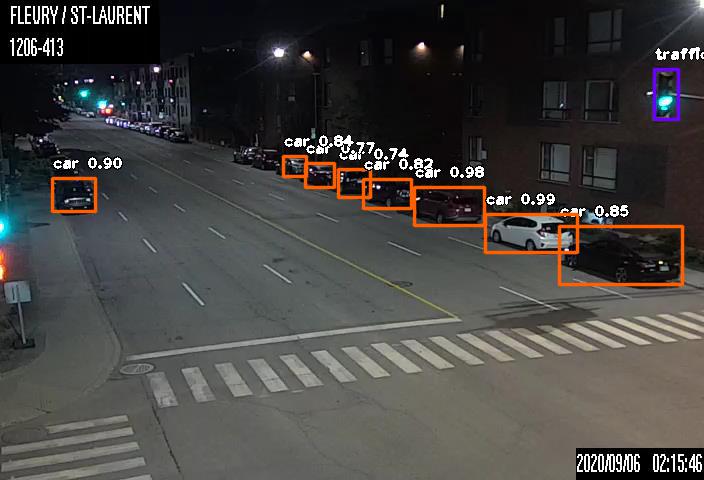 FLEURY / ST-LAURENT
1206-413
traffic
car 0.84
car 0.77
car 0.74
car 0.90
car 0.82
car 0.98
car 0.99
car 0.85
2020/09/06 02:15:46